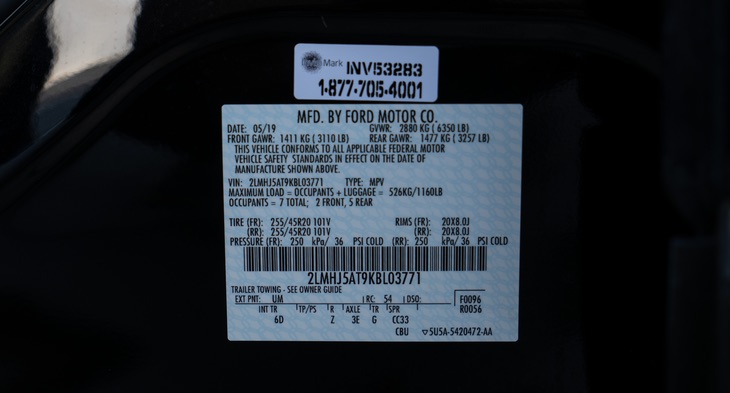 Mark INV53283
1-877-705-4001
MFD. BY FORD MOTOR CO.
DATE: 05/19 GVWR: 2880 KG ( 6350 LB)
FRONT GAWR: 1411 KG ( 3110 LB) REAR GAWR: 1477 KG ( 3257 LB)
THIS VEHICLE CONFORMS TO ALL APPLICABLE FEDERAL MOTOR
VEHICLE SAFETY STANDARDS IN EFFECT ON THE DATE OF
MANUFACTURE SHOWN ABOVE.
VIN: 2LMHJ5AT9KBL03771 TYPE: MPV
MAXIMUM LOAD = OCCUPANTS + LUGGAGE = 526KG/1160LB
OCCUPANTS = 7 TOTAL; 2 FRONT, 5 REAR
TIRE (FR): 255/45R20 101V RIMS (FR): 20X8.0J
(RR): 255/45R20 101V (RR): 20X8.0J
PRESSURE (FR): 250 kPa/ 36 PSI COLD (RR): 250 kPa/ 36 PSI COLD
2LMHJ5AT9KBL03771
TRAILER TOWING - SEE OWNER GUIDE
EXT PNT: UM RC: 54 DSO: F0096
R0056
INT TR TP/PS R AXLE TR SPR
6D Z 3E G CC33
CBU 5U5A-5420472-AA